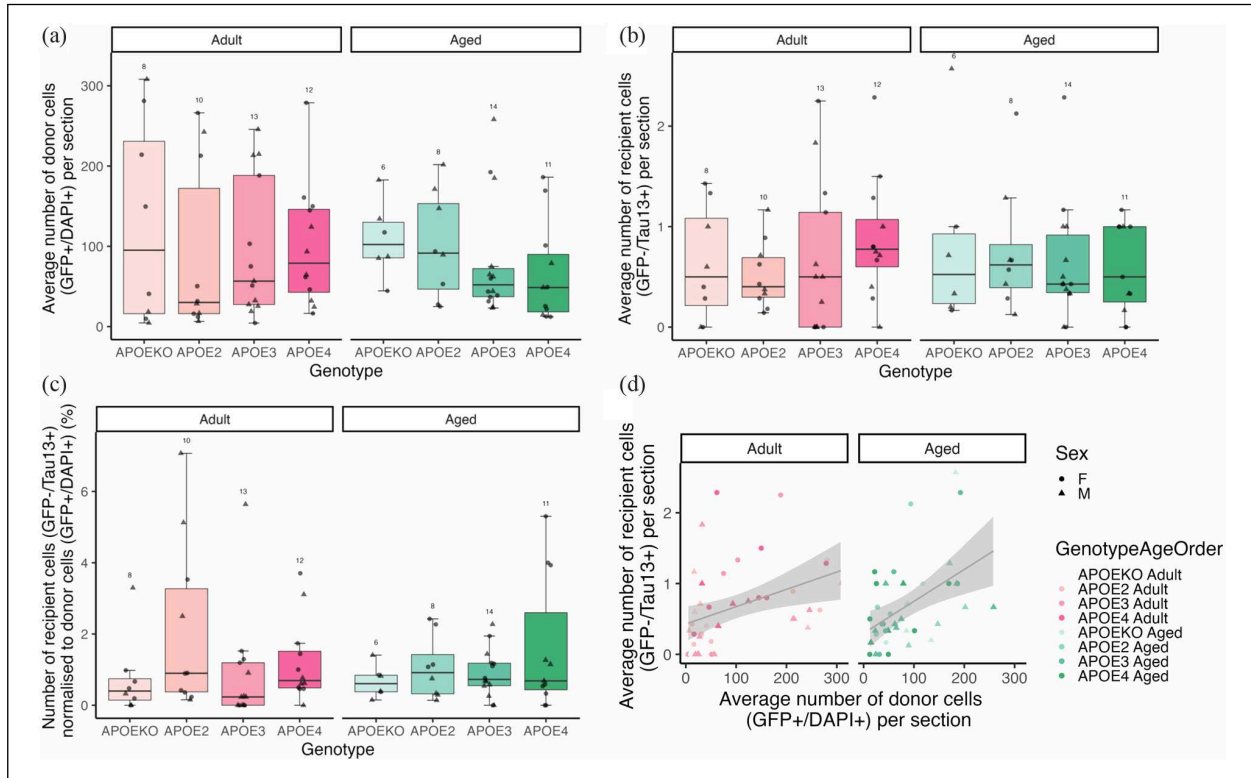 (a)
Adult
Aged
Average number of donor cells
(GFP+/DAPI+) per section
300
200
100
0
8
10
13
12
6
8
14
11
APOEKO APOE2 APOE3 APOE4
APOEKO APOE2 APOE3 APOE4
Genotype
(b)
Adult
Aged
Average number of recipient cells
(GFP-/Tau13+) per section
2
1
0
8
10
13
12
6
8
14
11
APOEKO APOE2 APOE3 APOE4
APOEKO APOE2 APOE3 APOE4
Genotype
(c)
Adult
Aged
Number of recipient cells (GFP-/Tau13+)
normalised to donor cells (GFP+/DAPI+) (%)
6
4
2
0
8
10
13
12
6
8
14
11
APOEKO APOE2 APOE3 APOE4
APOEKO APOE2 APOE3 APOE4
Genotype
(d)
Adult
Aged
Average number of recipient cells
(GFP-/Tau13+) per section
2
1
0
0 100 200 300
0 100 200 300
Average number of donor cells
(GFP+/DAPI+) per section
Sex
F
M
GenotypeAgeOrder
APOEKO Adult
APOE2 Adult
APOE3 Adult
APOE4 Adult
APOEKO Aged
APOE2 Aged
APOE3 Aged
APOE4 Aged